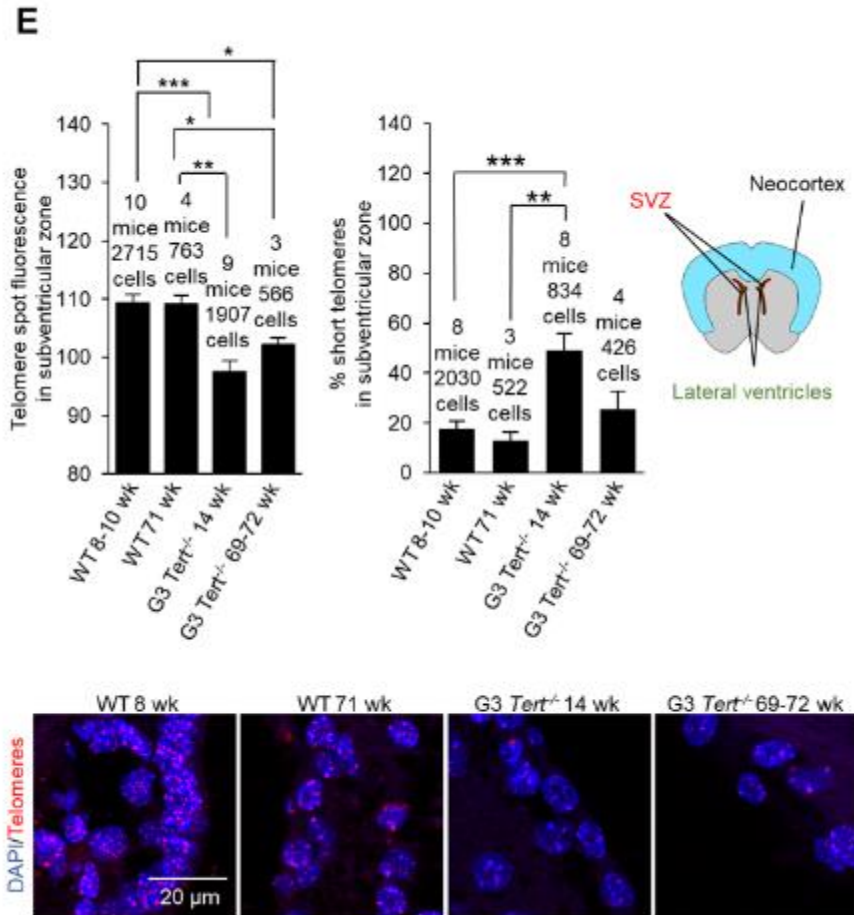 E
*
***
*
**
Telomere spot fluorescence
in subventricular zone
140
130
120
110
100
90
80
10
mice
2715
cells
4
mice
763
cells
9
mice
1907
cells
3
mice
566
cells
WT 8-10 wk
WT 71 wk
G3 Tert-/- 14 wk
G3 Tert-/- 69-72 wk
% short telomeres
in subventricular zone
140
120
100
80
60
40
20
0
***
**
8
mice
2030
cells
3
mice
522
cells
8
mice
834
cells
4
mice
426
cells
WT 8-10 wk
WT 71 wk
G3 Tert-/- 14 wk
G3 Tert-/- 69-72 wk
SVZ
Neocortex
Lateral ventricles
WT 8 wk
WT 71 wk
G3 Tert-/- 14 wk
G3 Tert-/- 69-72 wk
DAPI/Telomeres
20 µm